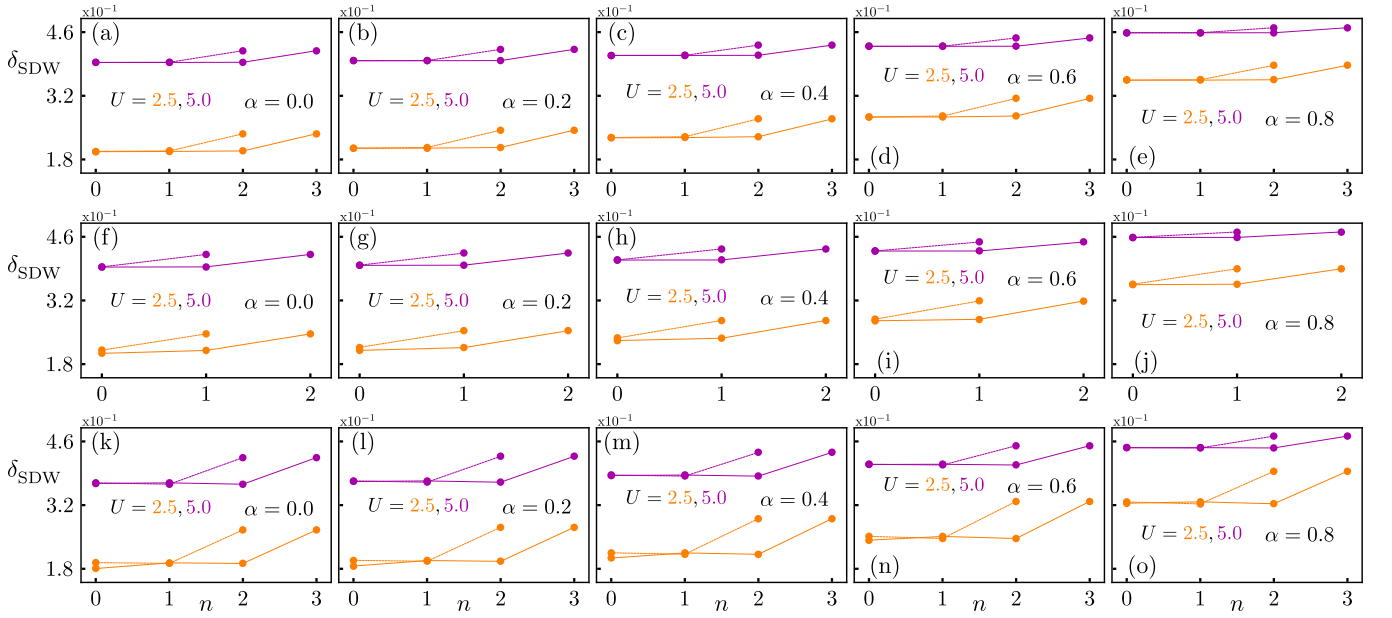 x10⁻¹ x10⁻¹ x10⁻¹ x10⁻¹ x10⁻¹
4.6 (a) (b) (c) (d) (e)
δ_SDW
3.2
1.8
U = 2.5, 5.0 α = 0.0
U = 2.5, 5.0 α = 0.2
U = 2.5, 5.0 α = 0.4
U = 2.5, 5.0 α = 0.6
U = 2.5, 5.0 α = 0.8
0 1 2 3 0 1 2 3 0 1 2 3 0 1 2 3 0 1 2 3
x10⁻¹ x10⁻¹ x10⁻¹ x10⁻¹ x10⁻¹
4.6 (f) (g) (h) (i) (j)
δ_SDW
3.2
1.8
U = 2.5, 5.0 α = 0.0
U = 2.5, 5.0 α = 0.2
U = 2.5, 5.0 α = 0.4
U = 2.5, 5.0 α = 0.6
U = 2.5, 5.0 α = 0.8
0 1 2 0 1 2 0 1 2 0 1 2 0 1 2
x10⁻¹ x10⁻¹ x10⁻¹ x10⁻¹ x10⁻¹
4.6 (k) (l) (m) (n) (o)
δ_SDW
3.2
1.8
U = 2.5, 5.0 α = 0.0
U = 2.5, 5.0 α = 0.2
U = 2.5, 5.0 α = 0.4
U = 2.5, 5.0 α = 0.6
U = 2.5, 5.0 α = 0.8
0 1 n 2 3 0 1 n 2 3 0 1 n 2 3 0 1 n 2 3 0 1 n 2 3